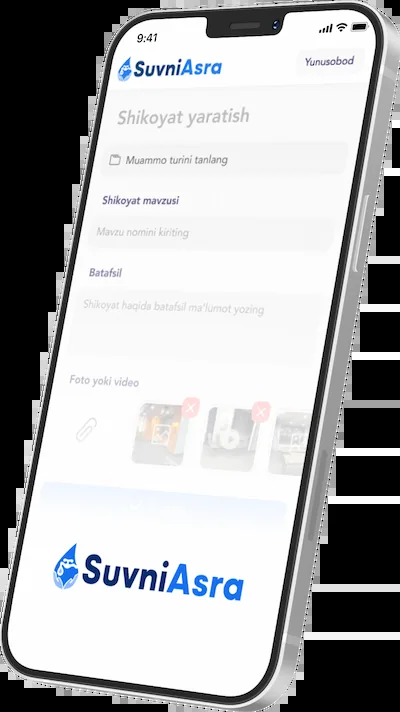 9:41
SuvniAsra
Yunusobod
Shikoyat yaratish
Muammo turini tanlang
Shikoyat mavzusi
Mavzu nomini kiriting
Batafsil
Shikoyat haqida batafsil ma'lumot yozing
Foto yoki video
SuvniAsra